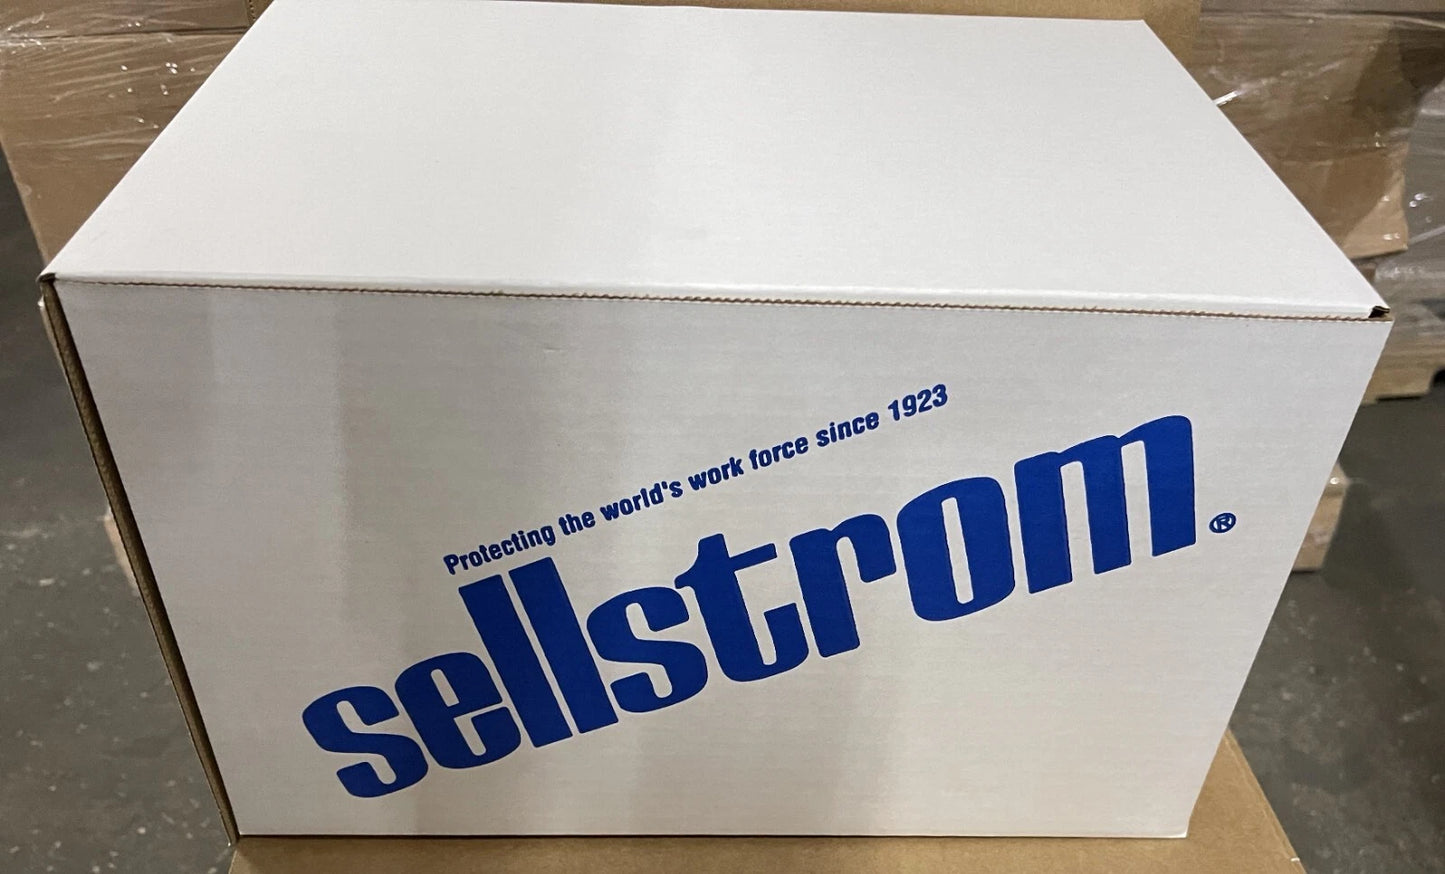 Protecting the world's work force since 1923
sellstrom®